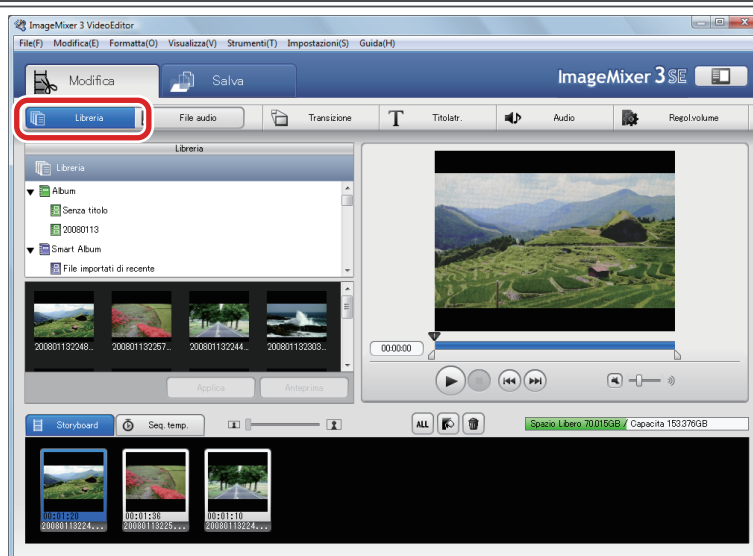 ImageMixer 3 VideoEditor
File(F) Modifica(E) Formatta(O) Visualizza(V) Strumenti(T) Impostazioni(S) Guida(H)
Modifica
Salva
ImageMixer 3 SE
Libreria
File audio
Transizione
T Titolatr.
Audio
Regol.volume
Libreria
Libreria
Album
Senza titolo
20080113
Smart Album
File importati di recente
200801132248...
200801132257...
200801132244...
200801132303...
Applica
Anteprima
00:00:00
Storyboard
Seq. temp.
ALL
Spazio Libero 70.015GB / Capacita 153.376GB
00:01:20
00:01:36
00:01:10
20080113224...
20080113225...
20080113224...